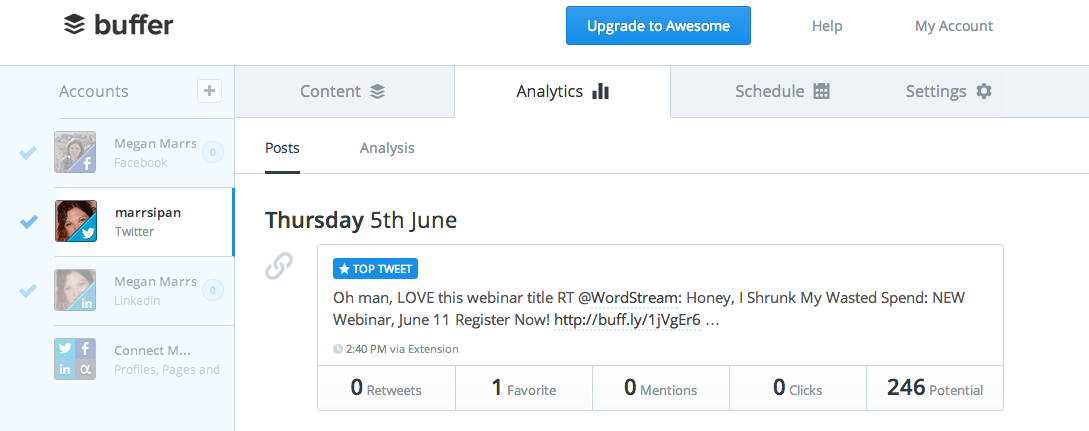 buffer
Upgrade to Awesome
Help
My Account
Accounts
+
Content
Analytics
Schedule
Settings
Megan Marrs
0
Facebook
marrsipan
Twitter
Megan Marrs
0
LinkedIn
Connect M...
Profiles, Pages and
Posts
Analysis
Thursday 5th June
TOP TWEET
Oh man, LOVE this webinar title RT @WordStream: Honey, I Shrunk My Wasted Spend: NEW
Webinar, June 11 Register Now! http://buff.ly/1jVgEr6 …
2:40 PM via Extension
0 Retweets
1 Favorite
0 Mentions
0 Clicks
246 Potential